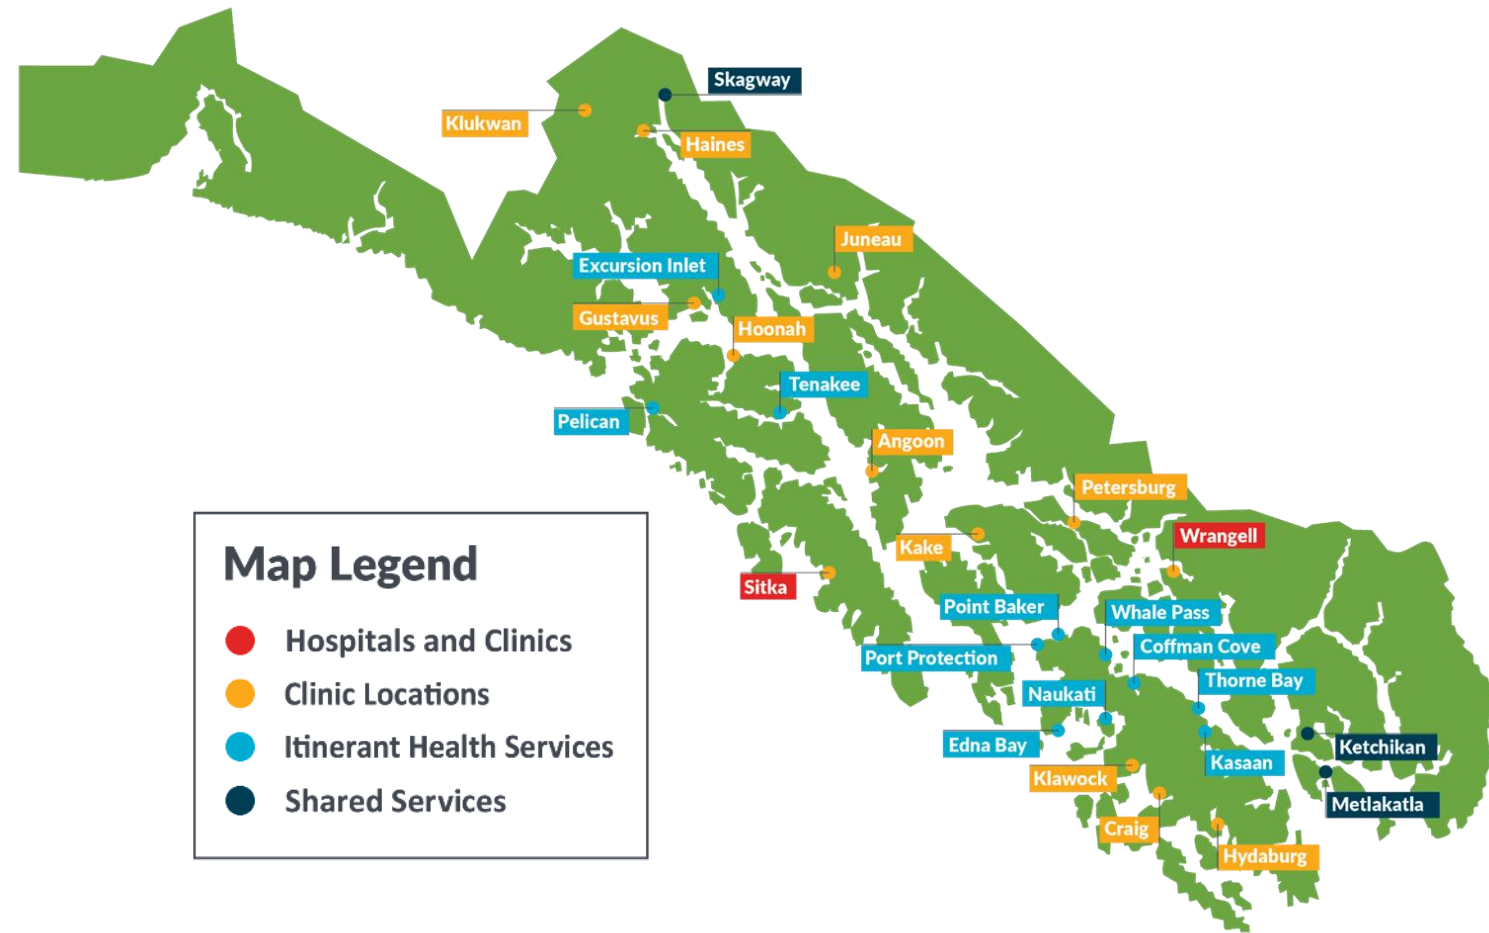 Skagway
Klukwan
Haines
Juneau
Excursion Inlet
Gustavus
Hoonah
Tenakee
Pelican
Angoon
Petersburg
Wrangell
Kake
Sitka
Point Baker
Whale Pass
Coffman Cove
Port Protection
Thorne Bay
Naukati
Edna Bay
Ketchikan
Kasaan
Klawock
Metlakatla
Craig
Hydaburg
Map Legend
Hospitals and Clinics
Clinic Locations
Itinerant Health Services
Shared Services